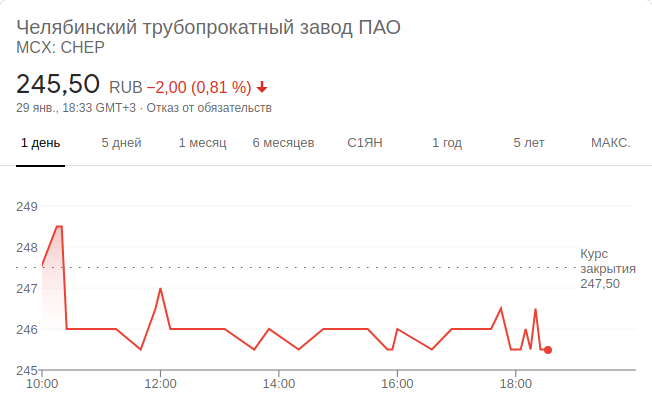 Челябинский трубопрокатный завод ПАО
MCX: CHEP
245,50 RUB −2,00 (0,81 %)
29 янв., 18:33 GMT+3 · Отказ от обязательств
1 день 5 дней 1 месяц 6 месяцев С1ЯН 1 год 5 лет МАКС.
249
248
247
246
245
Курс
закрытия
247,50
10:00 12:00 14:00 16:00 18:00